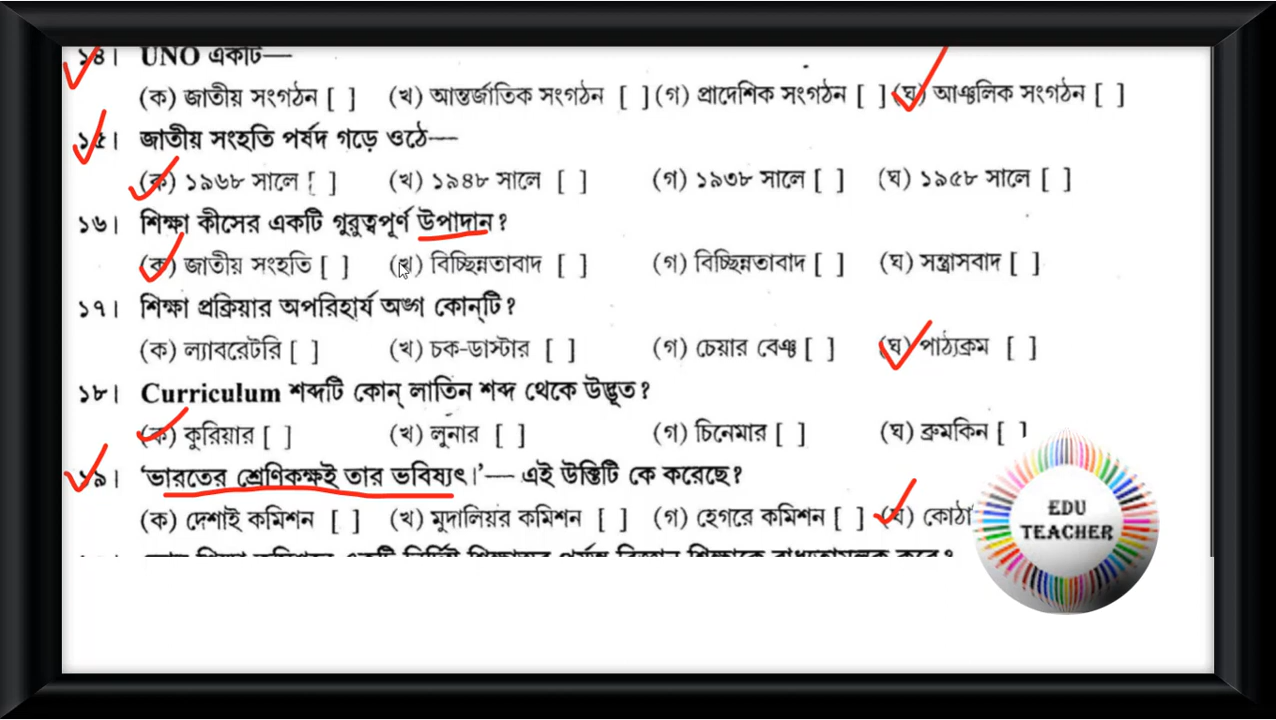 ১৪। UNO একটি—
(ক) জাতীয় সংগঠন [ ] (খ) আন্তর্জাতিক সংগঠন [ ] (গ) প্রাদেশিক সংগঠন [ ] (ঘ) আঞ্চলিক সংগঠন [ ]
১৫। জাতীয় সংহতি পর্ষদ গড়ে ওঠে—
(ক) ১৯৬৮ সালে [ ] (খ) ১৯৪৮ সালে [ ] (গ) ১৯৩৮ সালে [ ] (ঘ) ১৯৫৮ সালে [ ]
১৬। শিক্ষা কীসের একটি গুরুত্বপূর্ণ উপাদান?
(ক) জাতীয় সংহতি [ ] (খ) বিচ্ছিন্নতাবাদ [ ] (গ) বিচ্ছিন্নতাবাদ [ ] (ঘ) সন্ত্রাসবাদ [ ]
১৭। শিক্ষা প্রক্রিয়ার অপরিহার্য অঙ্গ কোন্‌টি?
(ক) ল্যাবরেটরি [ ] (খ) চক-ডাস্টার [ ] (গ) চেয়ার বেঞ্চ [ ] (ঘ) পাঠ্যক্রম [ ]
১৮। Curriculum শব্দটি কোন্ লাতিন শব্দ থেকে উদ্ভূত?
(ক) কুরিয়ার [ ] (খ) লুনার [ ] (গ) চিনেমার [ ] (ঘ) ব্রুমকিন [ ]
১৯। ‘ভারতের শ্রেণিকক্ষই তার ভবিষ্যৎ।’— এই উক্তিটি কে করেছে?
(ক) দেশাই কমিশন [ ] (খ) মুদালিয়র কমিশন [ ] (গ) হেগরে কমিশন [ ] (ঘ) কোঠা
EDU
TEACHER